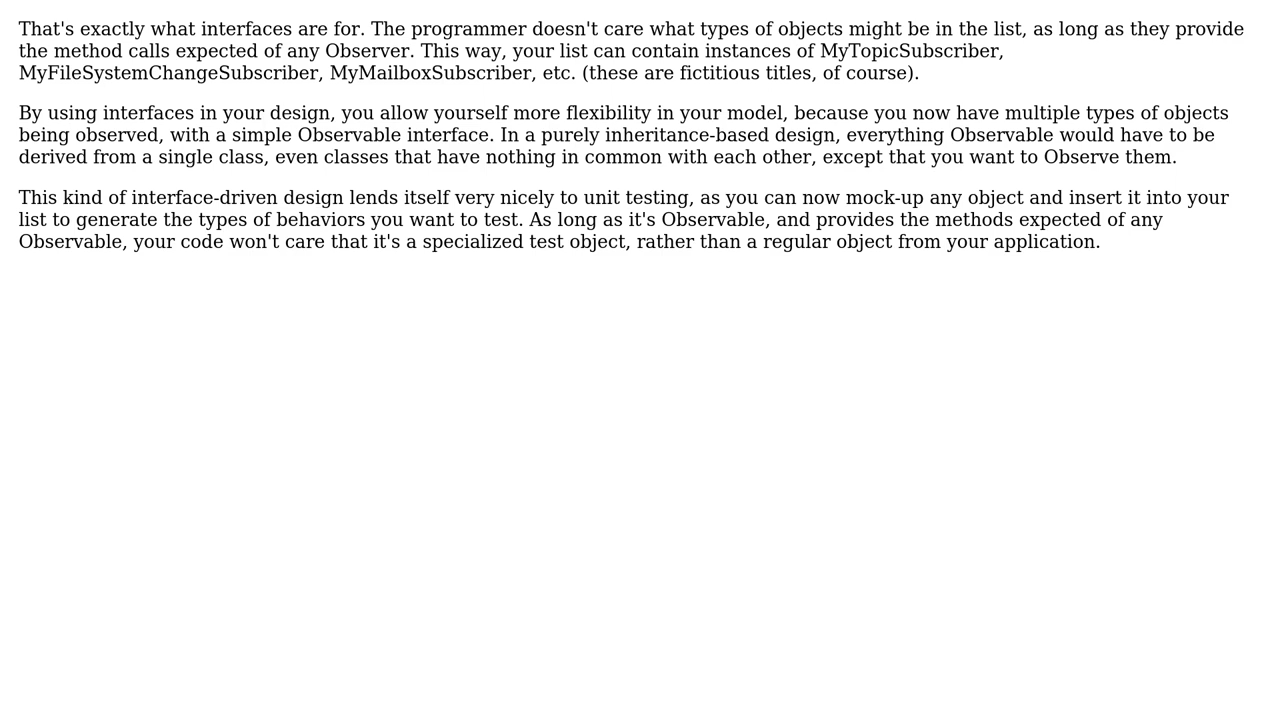 That's exactly what interfaces are for. The programmer doesn't care what types of objects might be in the list, as long as they provide
the method calls expected of any Observer. This way, your list can contain instances of MyTopicSubscriber,
MyFileSystemChangeSubscriber, MyMailboxSubscriber, etc. (these are fictitious titles, of course).
By using interfaces in your design, you allow yourself more flexibility in your model, because you now have multiple types of objects
being observed, with a simple Observable interface. In a purely inheritance-based design, everything Observable would have to be
derived from a single class, even classes that have nothing in common with each other, except that you want to Observe them.
This kind of interface-driven design lends itself very nicely to unit testing, as you can now mock-up any object and insert it into your
list to generate the types of behaviors you want to test. As long as it's Observable, and provides the methods expected of any
Observable, your code won't care that it's a specialized test object, rather than a regular object from your application.